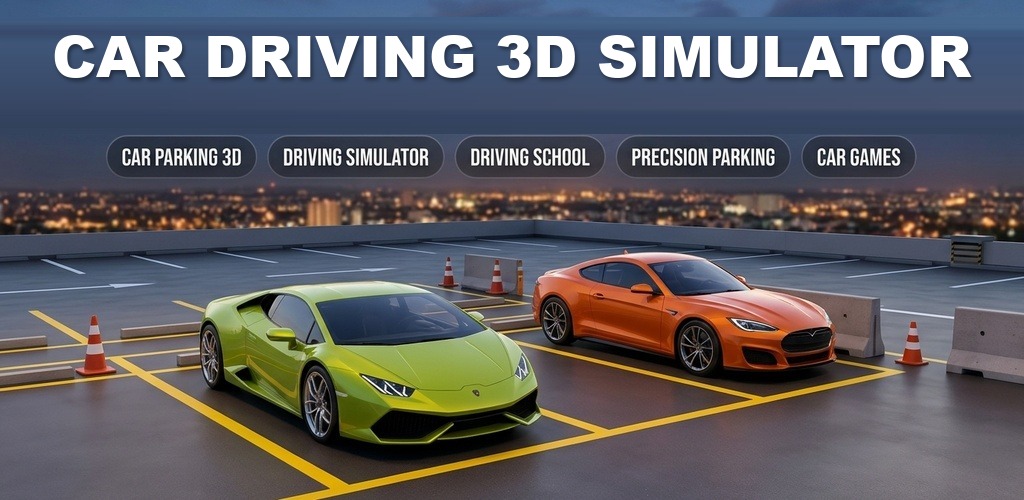 CAR DRIVING 3D SIMULATOR
CAR PARKING 3D DRIVING SIMULATOR DRIVING SCHOOL PRECISION PARKING CAR GAMES